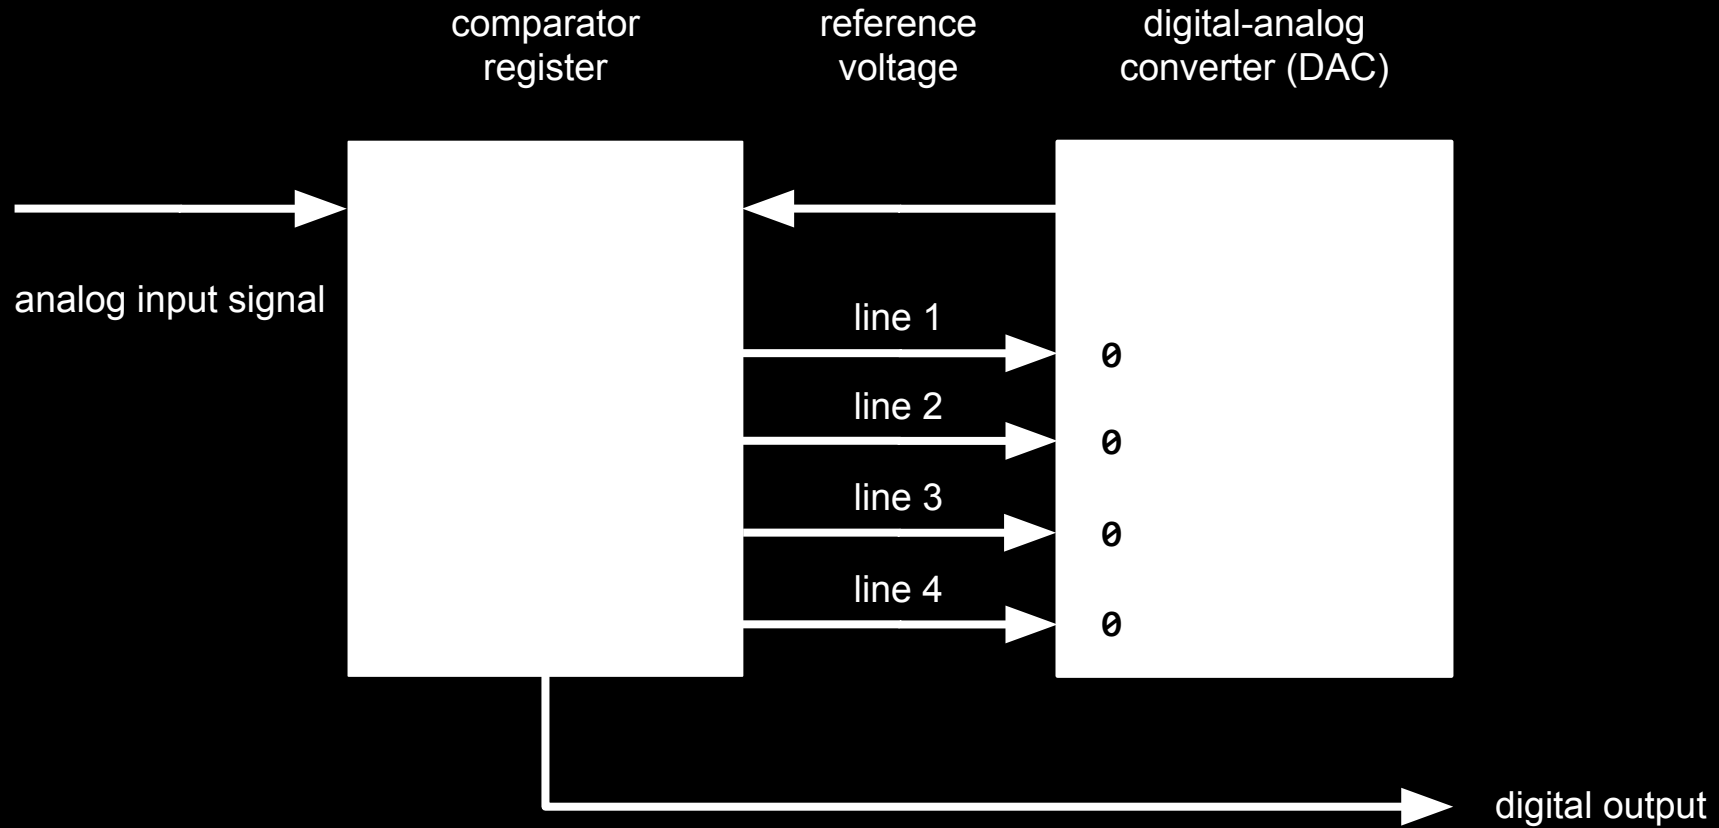 comparator
register
reference
voltage
digital-analog
converter (DAC)
analog input signal
line 1
0
line 2
0
line 3
0
line 4
0
digital output